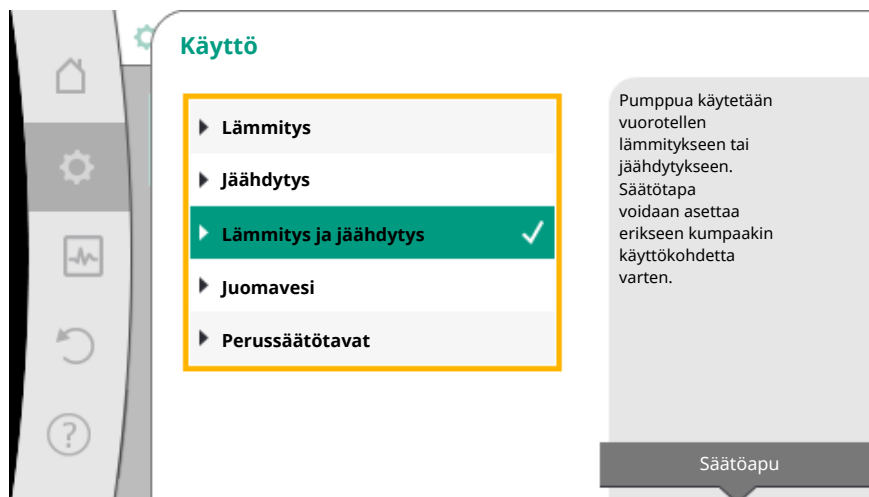 Käyttö
Lämmitys
Jäähdytys
Lämmitys ja jäähdytys
Juomavesi
Perussäätötavat
Pumppua käytetään
vuorotellen
lämmitykseen tai
jäähdytykseen.
Säätötapa
voidaan asettaa
erikseen kumpaakin
käyttökohdetta
varten.
Säätöapu
?